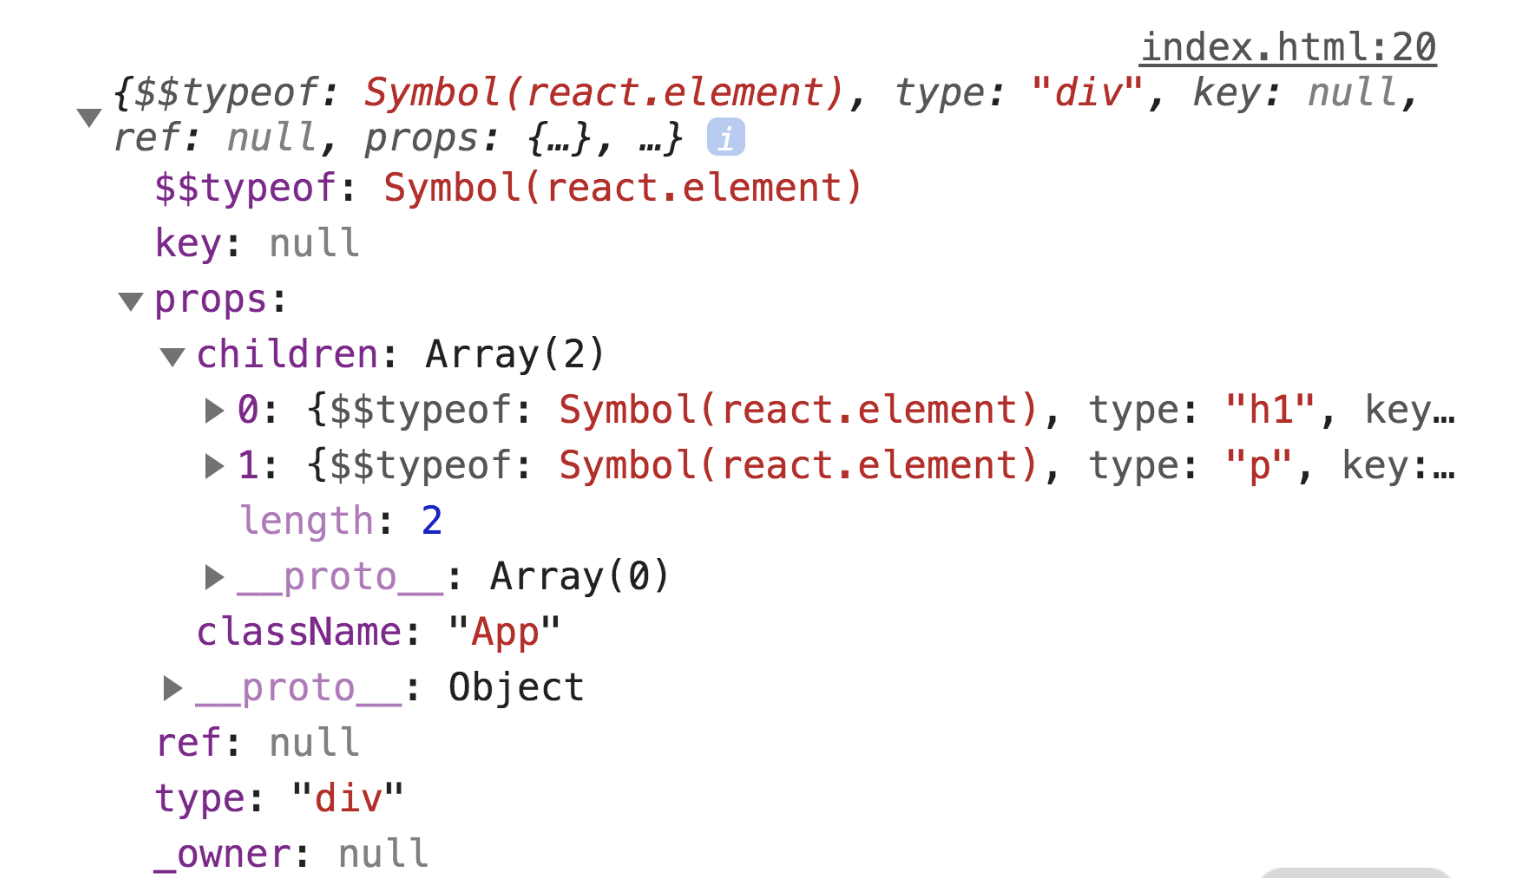 index.html:20
{$$typeof: Symbol(react.element), type: "div", key: null,
ref: null, props: {…}, …} i
$$typeof: Symbol(react.element)
key: null
props:
children: Array(2)
0: {$$typeof: Symbol(react.element), type: "h1", key…
1: {$$typeof: Symbol(react.element), type: "p", key:…
length: 2
__proto__: Array(0)
className: "App"
__proto__: Object
ref: null
type: "div"
_owner: null